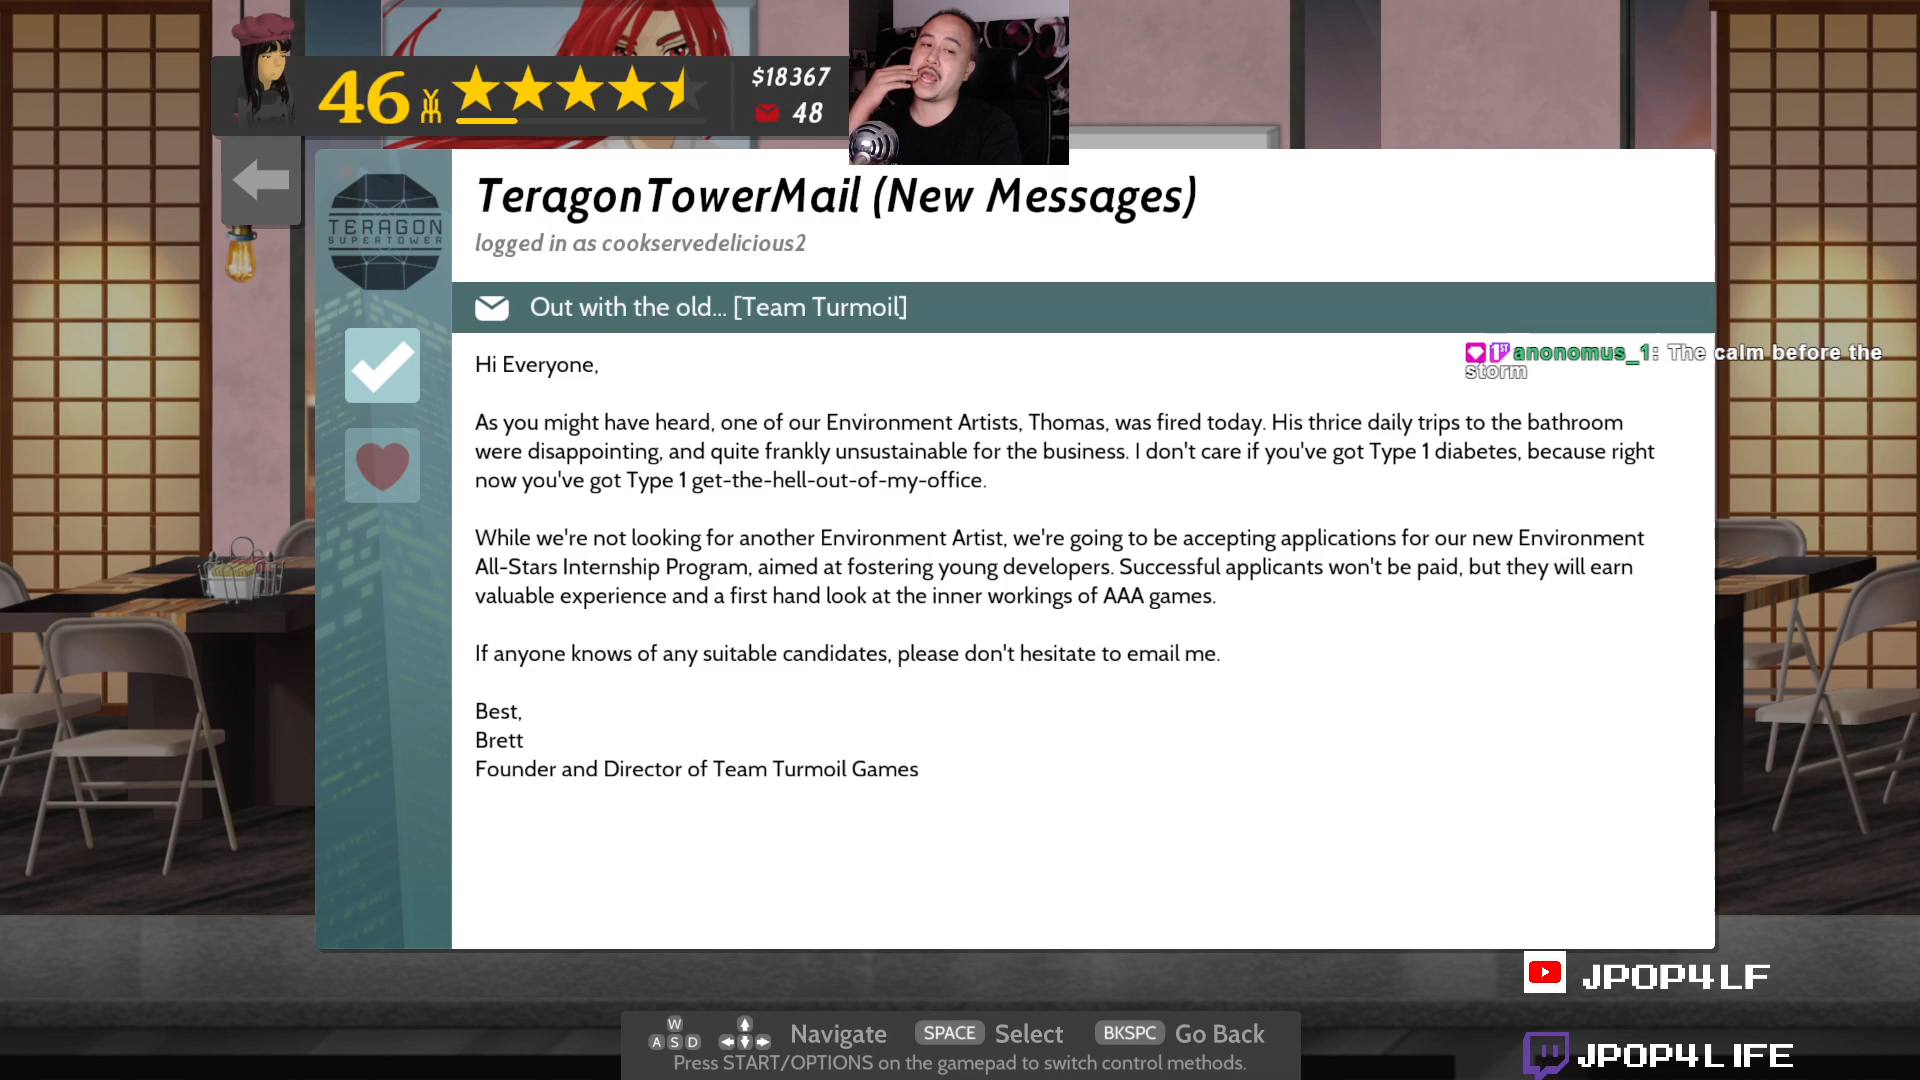 46
$18367
48
TeragonTowerMail (New Messages)
logged in as cookservedelicious2
TERAGON
SUPERTOWER
Out with the old... [Team Turmoil]
anonomus_1: The calm before the
storm
Hi Everyone,
As you might have heard, one of our Environment Artists, Thomas, was fired today. His thrice daily trips to the bathroom
were disappointing, and quite frankly unsustainable for the business. I don't care if you've got Type 1 diabetes, because right
now you've got Type 1 get-the-hell-out-of-my-office.
While we're not looking for another Environment Artist, we're going to be accepting applications for our new Environment
All-Stars Internship Program, aimed at fostering young developers. Successful applicants won't be paid, but they will earn
valuable experience and a first hand look at the inner workings of AAA games.
If anyone knows of any suitable candidates, please don't hesitate to email me.
Best,
Brett
Founder and Director of Team Turmoil Games
JPOP4LF
W
A S D
Navigate
SPACE Select
BKSPC Go Back
Press START/OPTIONS on the gamepad to switch control methods.
JPOP4LIFE